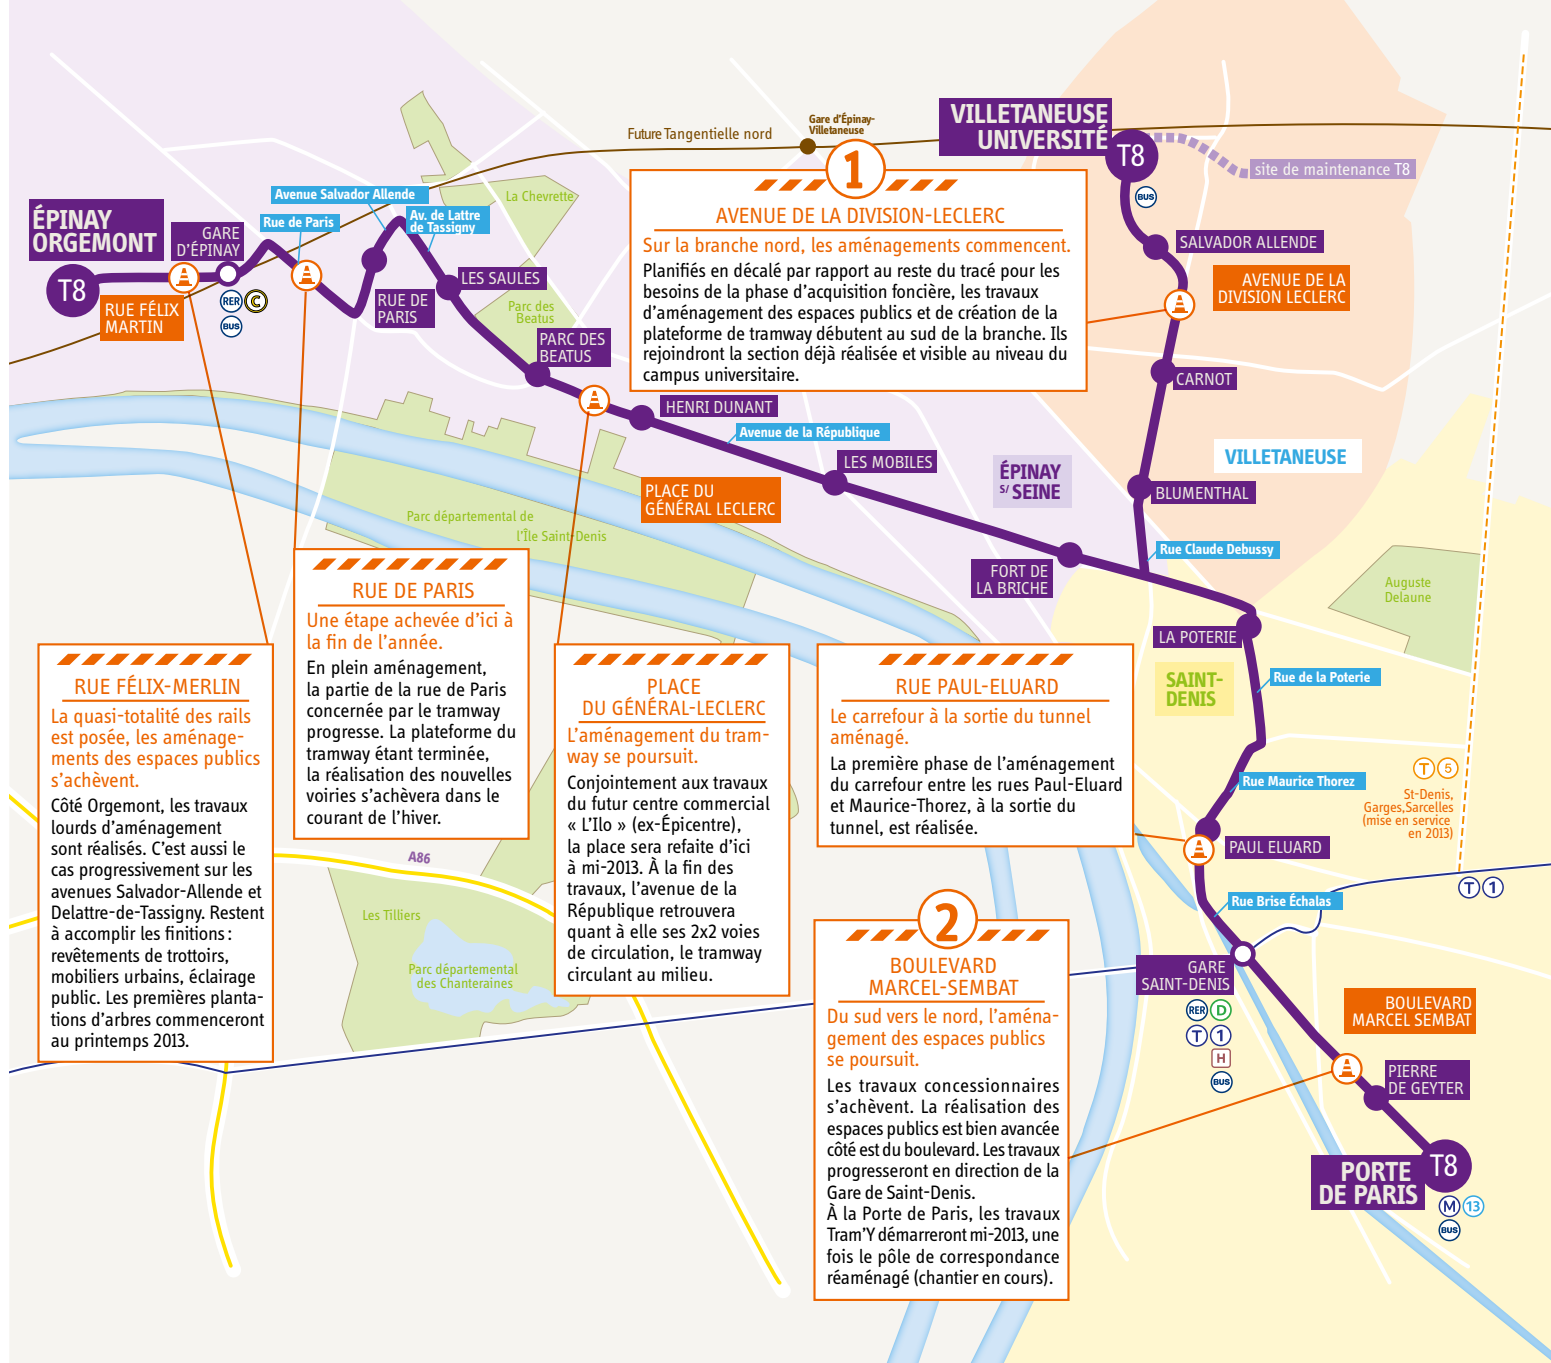 Future Tangentielle nord
Gare d'Épinay-
Villetaneuse
VILLETANEUSE
UNIVERSITÉ
T8
BUS
site de maintenance T8
ÉPINAY
ORGEMONT
T8
GARE
D'ÉPINAY
RER C
BUS
RUE FÉLIX
MARTIN
Avenue Salvador Allende
Rue de Paris
Av. de Lattre
de Tassigny
La Chevrette
RUE DE
PARIS
LES SAULES
Parc des
Beatus
PARC DES
BEATUS
HENRI DUNANT
Avenue de la République
LES MOBILES
PLACE DU
GÉNÉRAL LECLERC
ÉPINAY
S/ SEINE
FORT DE
LA BRICHE
SALVADOR ALLENDE
AVENUE DE LA
DIVISION LECLERC
CARNOT
VILLETANEUSE
BLUMENTHAL
Rue Claude Debussy
Auguste
Delaune
LA POTERIE
SAINT-
DENIS
Rue de la Poterie
Rue Maurice Thorez
T 5
St-Denis,
Garges,Sarcelles
(mise en service
en 2013)
PAUL ELUARD
T 1
Rue Brise Échalas
GARE
SAINT-DENIS
RER D
T 1
H
BUS
BOULEVARD
MARCEL SEMBAT
PIERRE
DE GEYTER
PORTE
DE PARIS
T8
M 13
BUS
Parc départemental de
l'Île Saint-Denis
A86
Les Tilliers
Parc départemental
des Chanteraines
1
AVENUE DE LA DIVISION-LECLERC
Sur la branche nord, les aménagements commencent.
Planifiés en décalé par rapport au reste du tracé pour les
besoins de la phase d'acquisition foncière, les travaux
d'aménagement des espaces publics et de création de la
plateforme de tramway débutent au sud de la branche. Ils
rejoindront la section déjà réalisée et visible au niveau du
campus universitaire.
RUE FÉLIX-MERLIN
La quasi-totalité des rails
est posée, les aménage-
ments des espaces publics
s'achèvent.
Côté Orgemont, les travaux
lourds d'aménagement
sont réalisés. C'est aussi le
cas progressivement sur les
avenues Salvador-Allende et
Delattre-de-Tassigny. Restent
à accomplir les finitions :
revêtements de trottoirs,
mobiliers urbains, éclairage
public. Les premières planta-
tions d'arbres commenceront
au printemps 2013.
RUE DE PARIS
Une étape achevée d'ici à
la fin de l'année.
En plein aménagement,
la partie de la rue de Paris
concernée par le tramway
progresse. La plateforme du
tramway étant terminée,
la réalisation des nouvelles
voiries s'achèvera dans le
courant de l'hiver.
PLACE
DU GÉNÉRAL-LECLERC
L'aménagement du tram-
way se poursuit.
Conjointement aux travaux
du futur centre commercial
« L'Ilo » (ex-Épicentre),
la place sera refaite d'ici
à mi-2013. À la fin des
travaux, l'avenue de la
République retrouvera
quant à elle ses 2x2 voies
de circulation, le tramway
circulant au milieu.
RUE PAUL-ELUARD
Le carrefour à la sortie du tunnel
aménagé.
La première phase de l'aménagement
du carrefour entre les rues Paul-Eluard
et Maurice-Thorez, à la sortie du
tunnel, est réalisée.
2
BOULEVARD
MARCEL-SEMBAT
Du sud vers le nord, l'aména-
gement des espaces publics
se poursuit.
Les travaux concessionnaires
s'achèvent. La réalisation des
espaces publics est bien avancée
côté est du boulevard. Les travaux
progresseront en direction de la
Gare de Saint-Denis.
À la Porte de Paris, les travaux
Tram'Y démarreront mi-2013, une
fois le pôle de correspondance
réaménagé (chantier en cours).